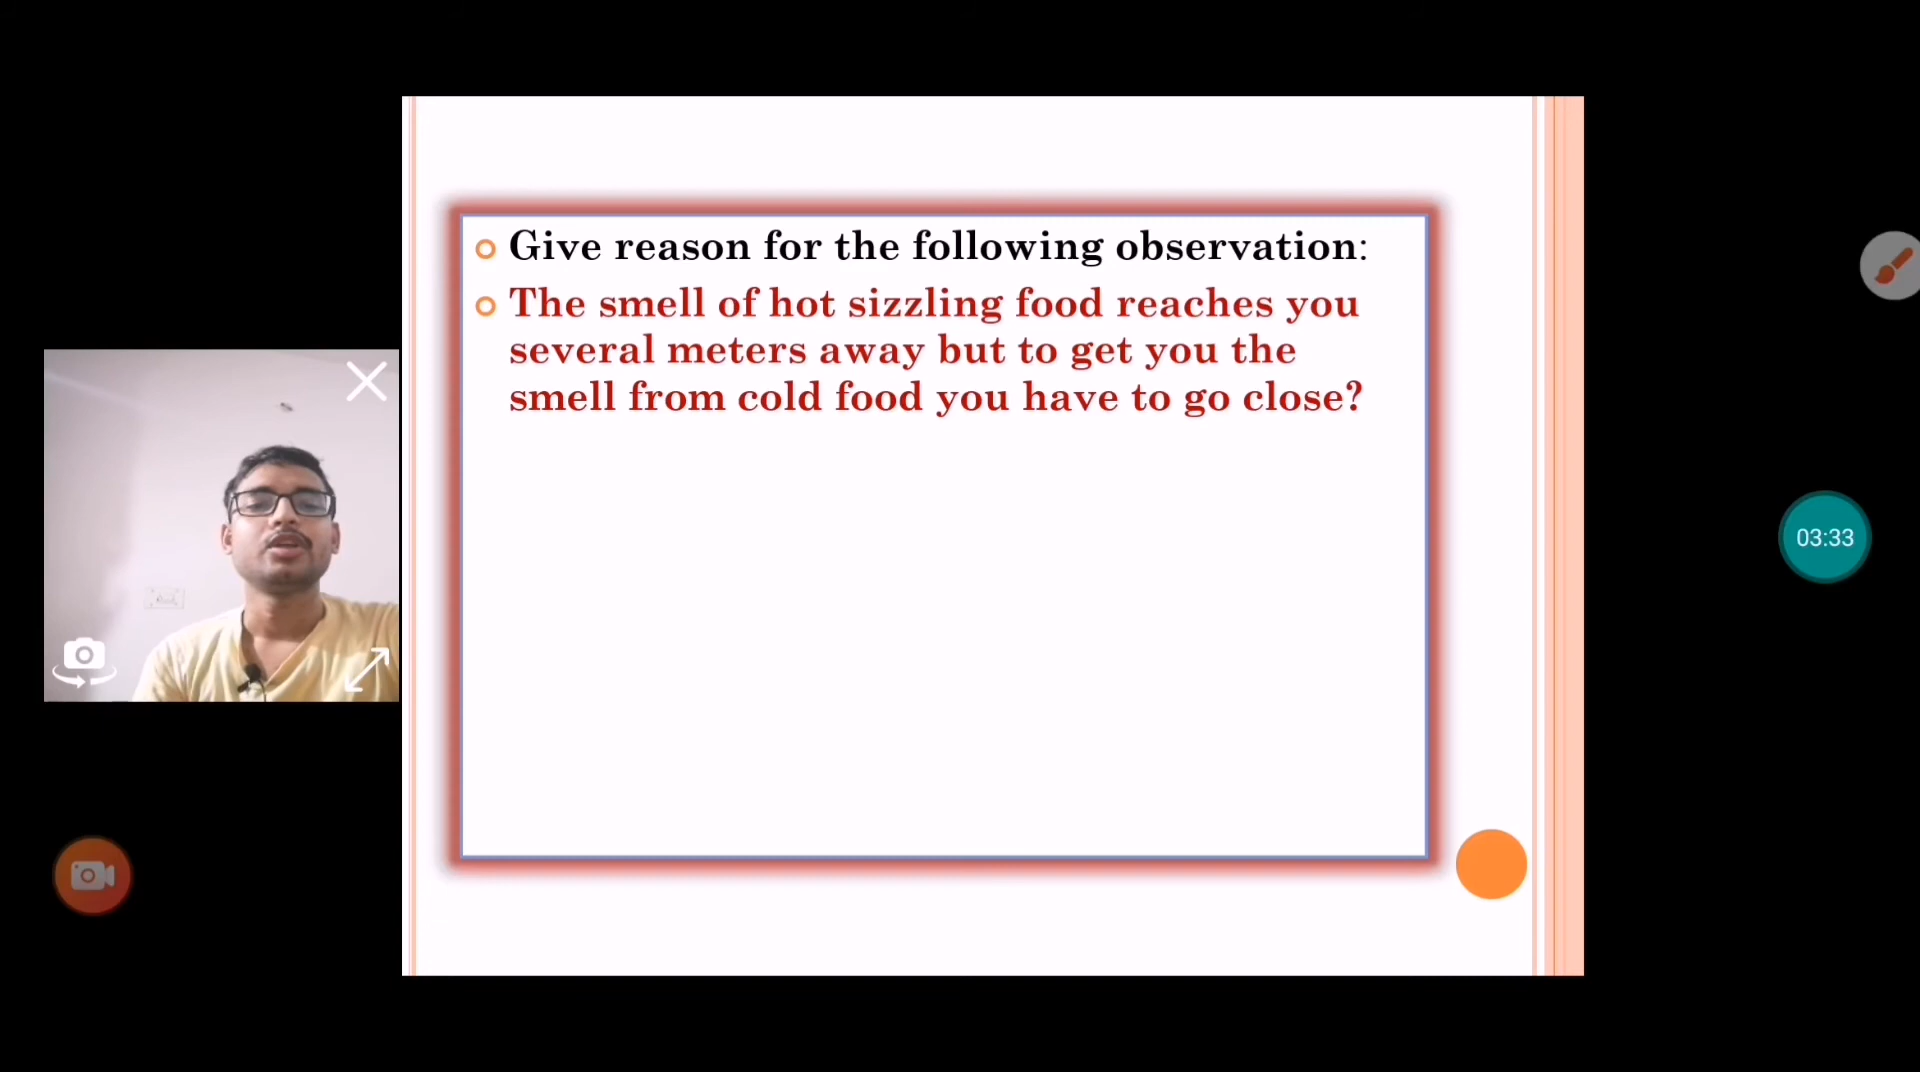 Give reason for the following observation:
The smell of hot sizzling food reaches you
several meters away but to get you the
smell from cold food you have to go close?
03:33